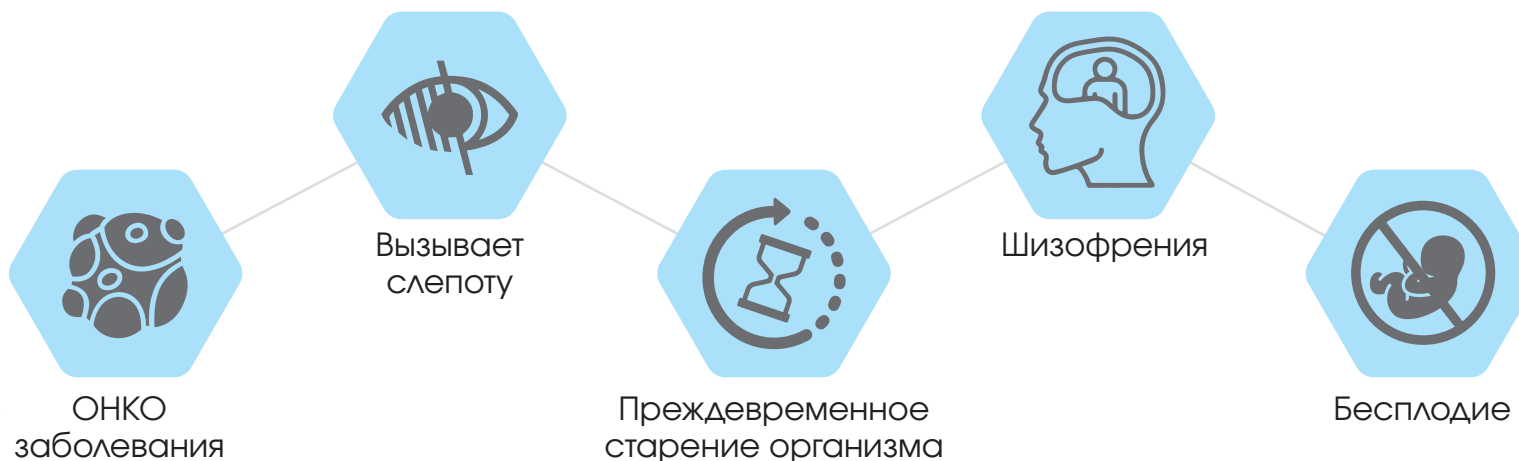 ОНКО
заболевания
Вызывает
слепоту
Преждевременное
старение организма
Шизофрения
Бесплодие